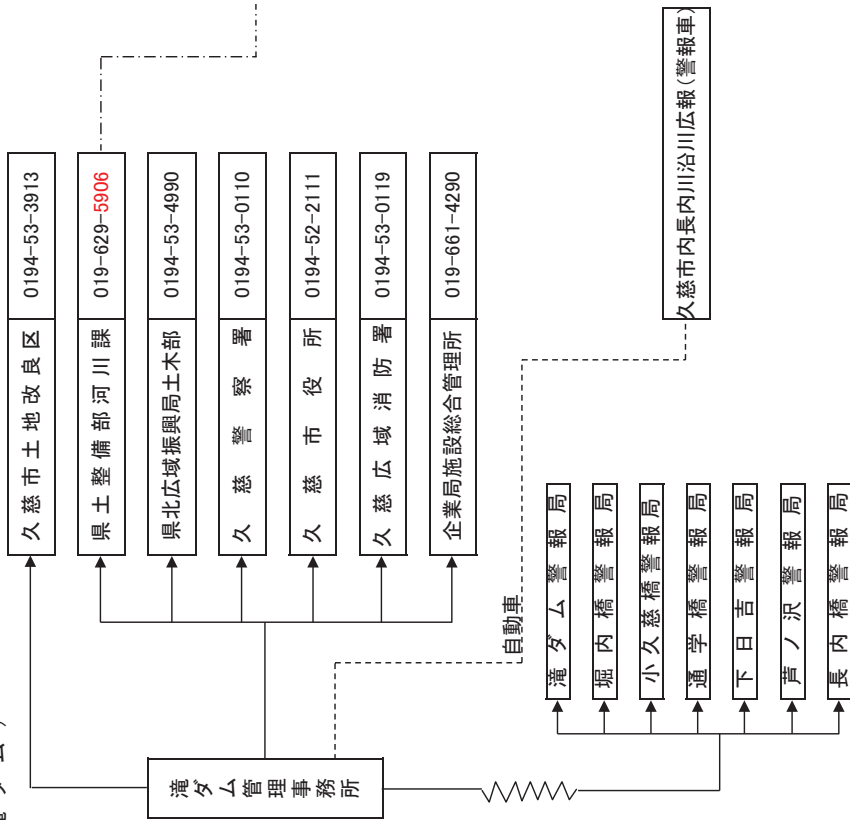 滝ダム管理事務所
久慈市土地改良区 0194-53-3913
県土整備部河川課 019-629-5906
県北広域振興局土木部 0194-53-4990
久慈警察署 0194-53-0110
久慈市役所 0194-52-2111
久慈広域消防署 0194-53-0119
企業局施設総合管理所 019-661-4290
自動車
久慈市内長内川沿川広報(警報車)
滝ダム警報局
堀内橋警報局
小久慈橋警報局
通学橋警報局
下日吉警報局
芦ノ沢警報局
長内橋警報局